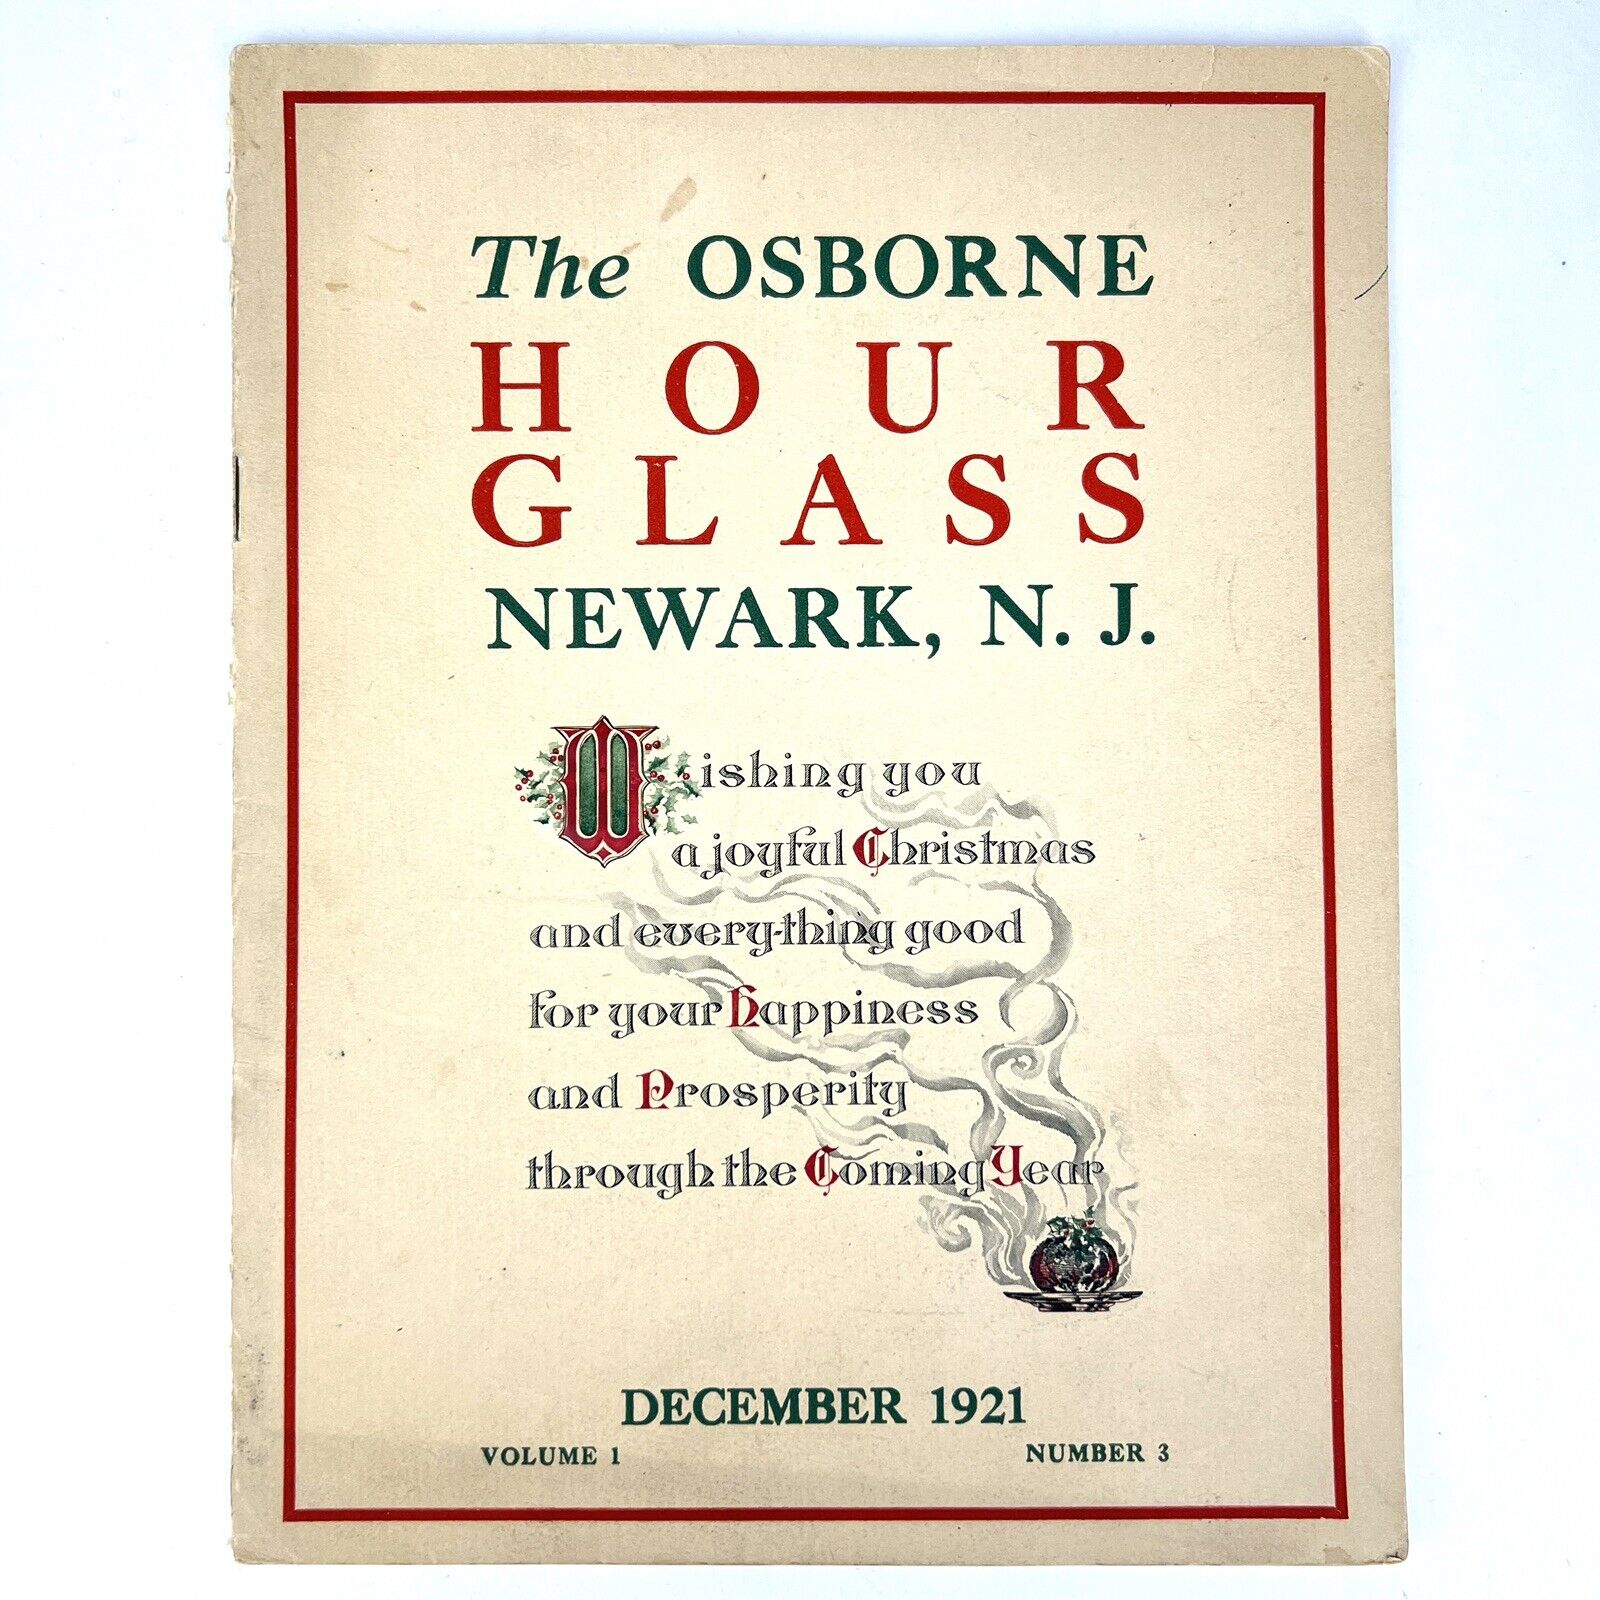 The OSBORNE
HOUR
GLASS
NEWARK, N. J.
Wishing you
a joyful Christmas
and every-thing good
for your Happiness
and Prosperity
through the Coming Year
DECEMBER 1921
VOLUME 1 NUMBER 3